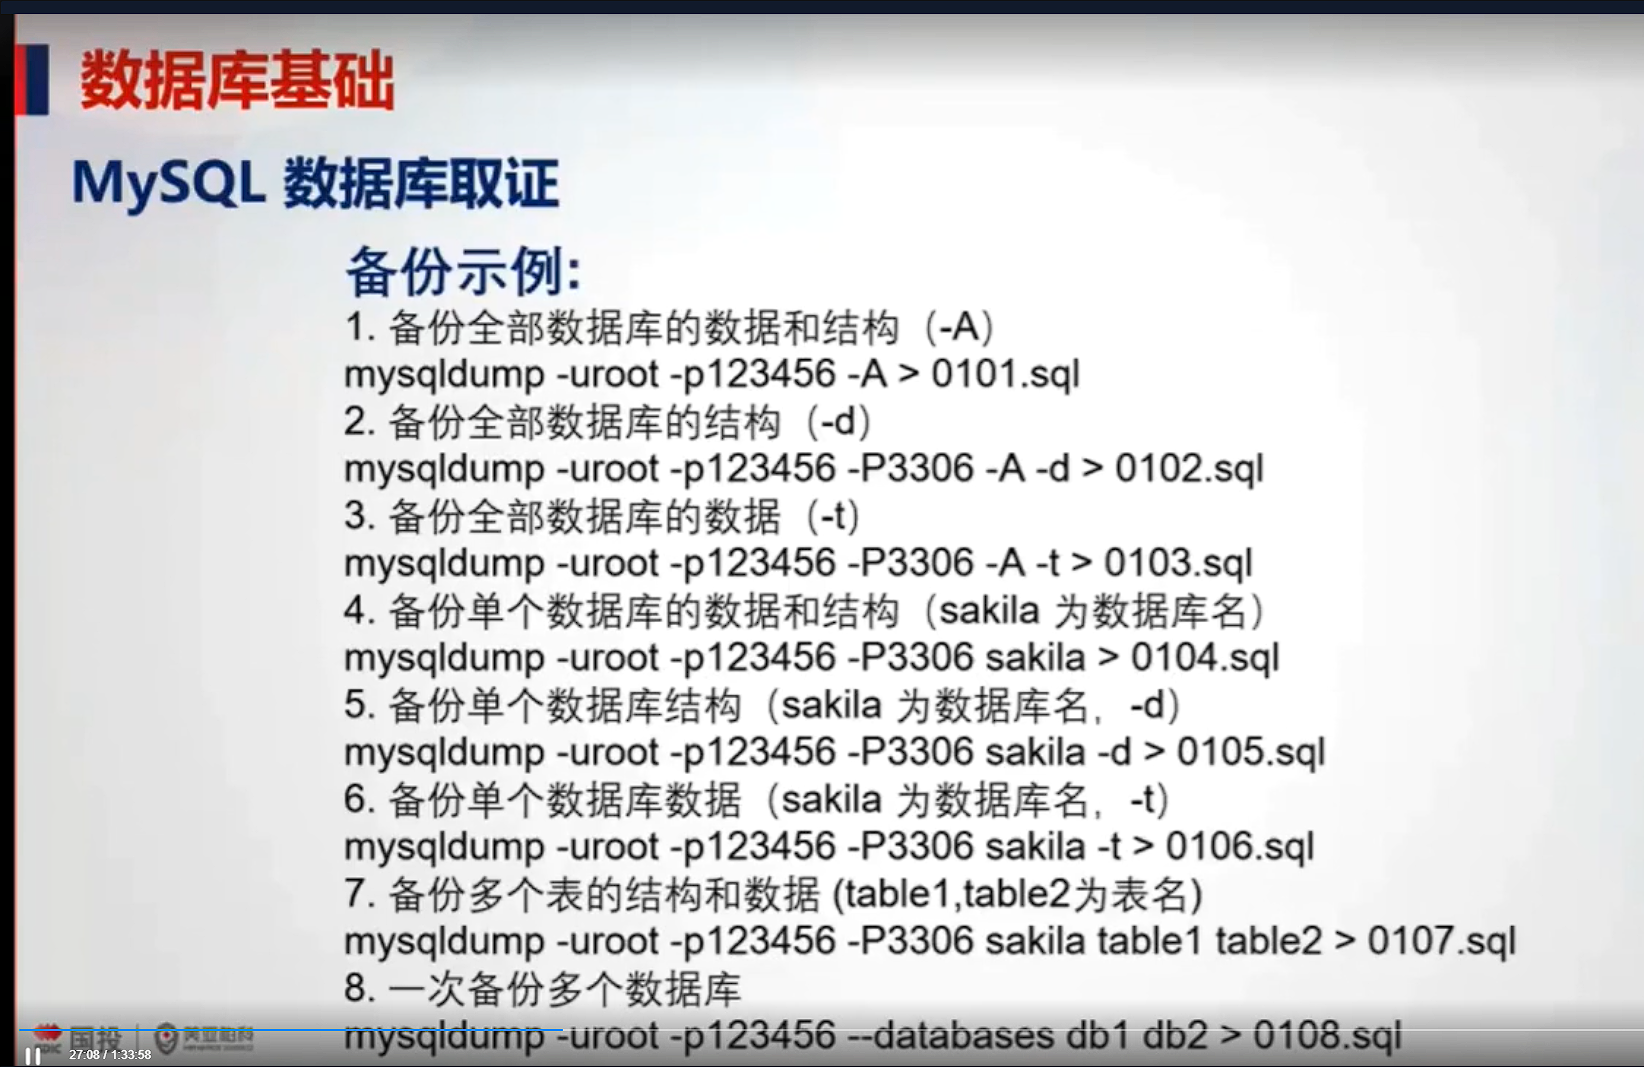 数据库基础
MySQL 数据库取证
备份示例:
1. 备份全部数据库的数据和结构（-A）
mysqldump -uroot -p123456 -A > 0101.sql
2. 备份全部数据库的结构（-d）
mysqldump -uroot -p123456 -P3306 -A -d > 0102.sql
3. 备份全部数据库的数据（-t）
mysqldump -uroot -p123456 -P3306 -A -t > 0103.sql
4. 备份单个数据库的数据和结构（sakila 为数据库名）
mysqldump -uroot -p123456 -P3306 sakila > 0104.sql
5. 备份单个数据库结构（sakila 为数据库名，-d）
mysqldump -uroot -p123456 -P3306 sakila -d > 0105.sql
6. 备份单个数据库数据（sakila 为数据库名，-t）
mysqldump -uroot -p123456 -P3306 sakila -t > 0106.sql
7. 备份多个表的结构和数据 (table1,table2为表名)
mysqldump -uroot -p123456 -P3306 sakila table1 table2 > 0107.sql
8. 一次备份多个数据库
mysqldump -uroot -p123456 --databases db1 db2 > 0108.sql
国投
27:08 / 1:33:58